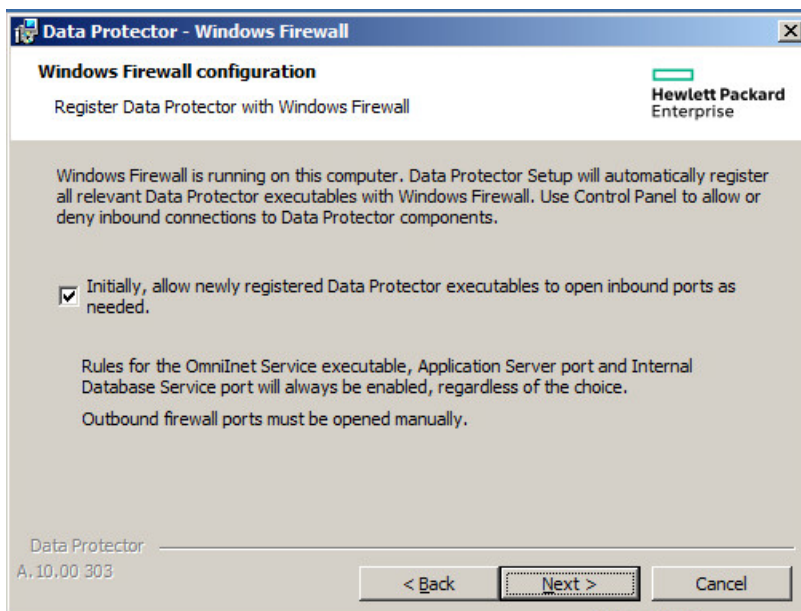 Data Protector - Windows Firewall
Windows Firewall configuration
Register Data Protector with Windows Firewall
Hewlett Packard
Enterprise
Windows Firewall is running on this computer. Data Protector Setup will automatically register
all relevant Data Protector executables with Windows Firewall. Use Control Panel to allow or
deny inbound connections to Data Protector components.
Initially, allow newly registered Data Protector executables to open inbound ports as
needed.
Rules for the OmniInet Service executable, Application Server port and Internal
Database Service port will always be enabled, regardless of the choice.
Outbound firewall ports must be opened manually.
Data Protector
A.10.00 303
< Back
Next >
Cancel